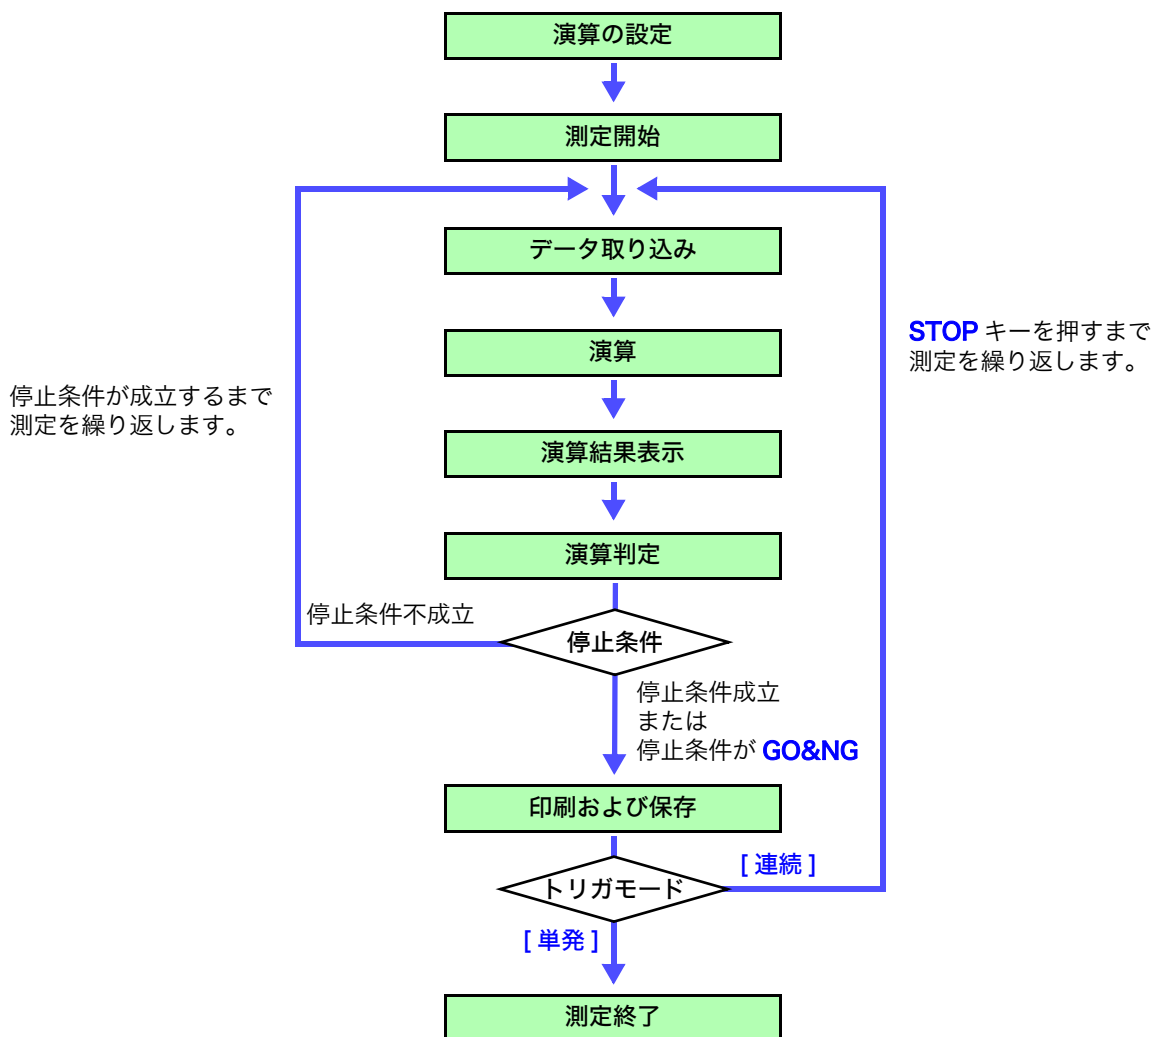 演算の設定
測定開始
データ取り込み
演算
STOP キーを押すまで
測定を繰り返します。
停止条件が成立するまで
測定を繰り返します。
演算結果表示
演算判定
停止条件不成立
停止条件
停止条件成立
または
停止条件が GO&NG
印刷および保存
[ 連続 ]
トリガモード
[ 単発 ]
測定終了